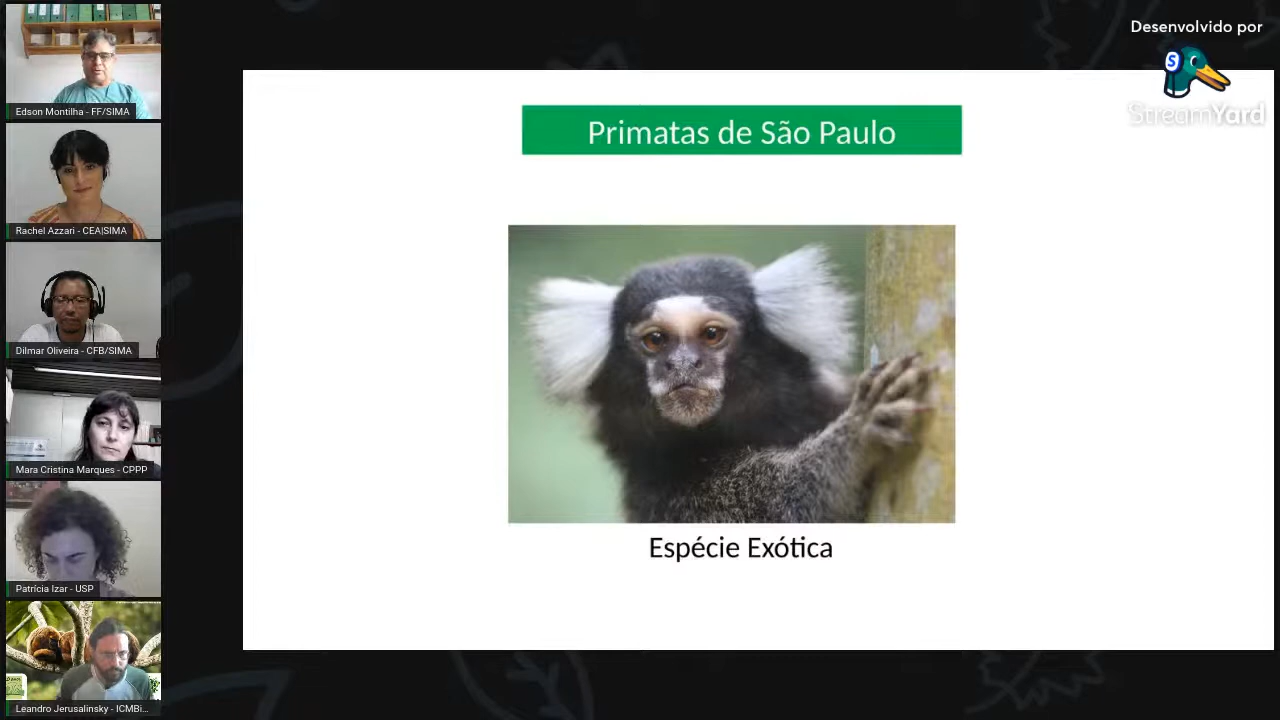 Desenvolvido por
StreamYard
Primatas de São Paulo
Espécie Exótica
Edson Montilha - FF/SIMA
Rachel Azzari - CEA|SIMA
Dilmar Oliveira - CFB/SIMA
Mara Cristina Marques - CPPP
Patrícia Izar - USP
Leandro Jerusalinsky - ICMBi...